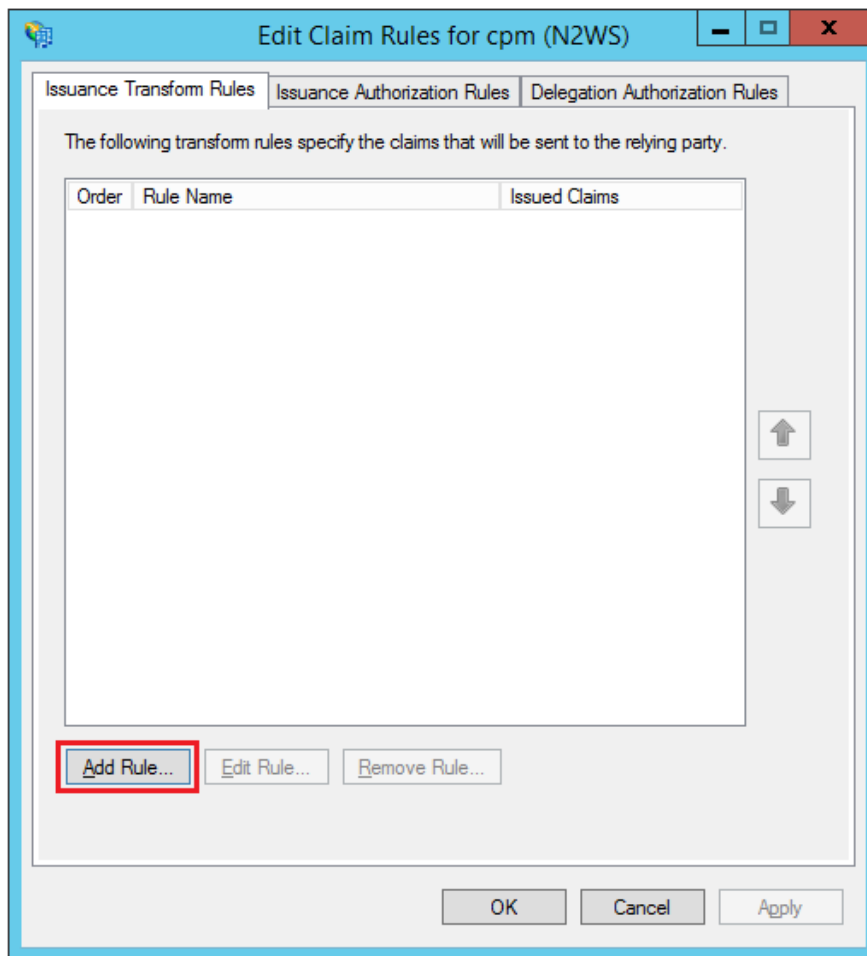 Edit Claim Rules for cpm (N2WS)
Issuance Transform Rules Issuance Authorization Rules Delegation Authorization Rules
The following transform rules specify the claims that will be sent to the relying party.
Order Rule Name Issued Claims
Add Rule... Edit Rule... Remove Rule...
OK Cancel Apply